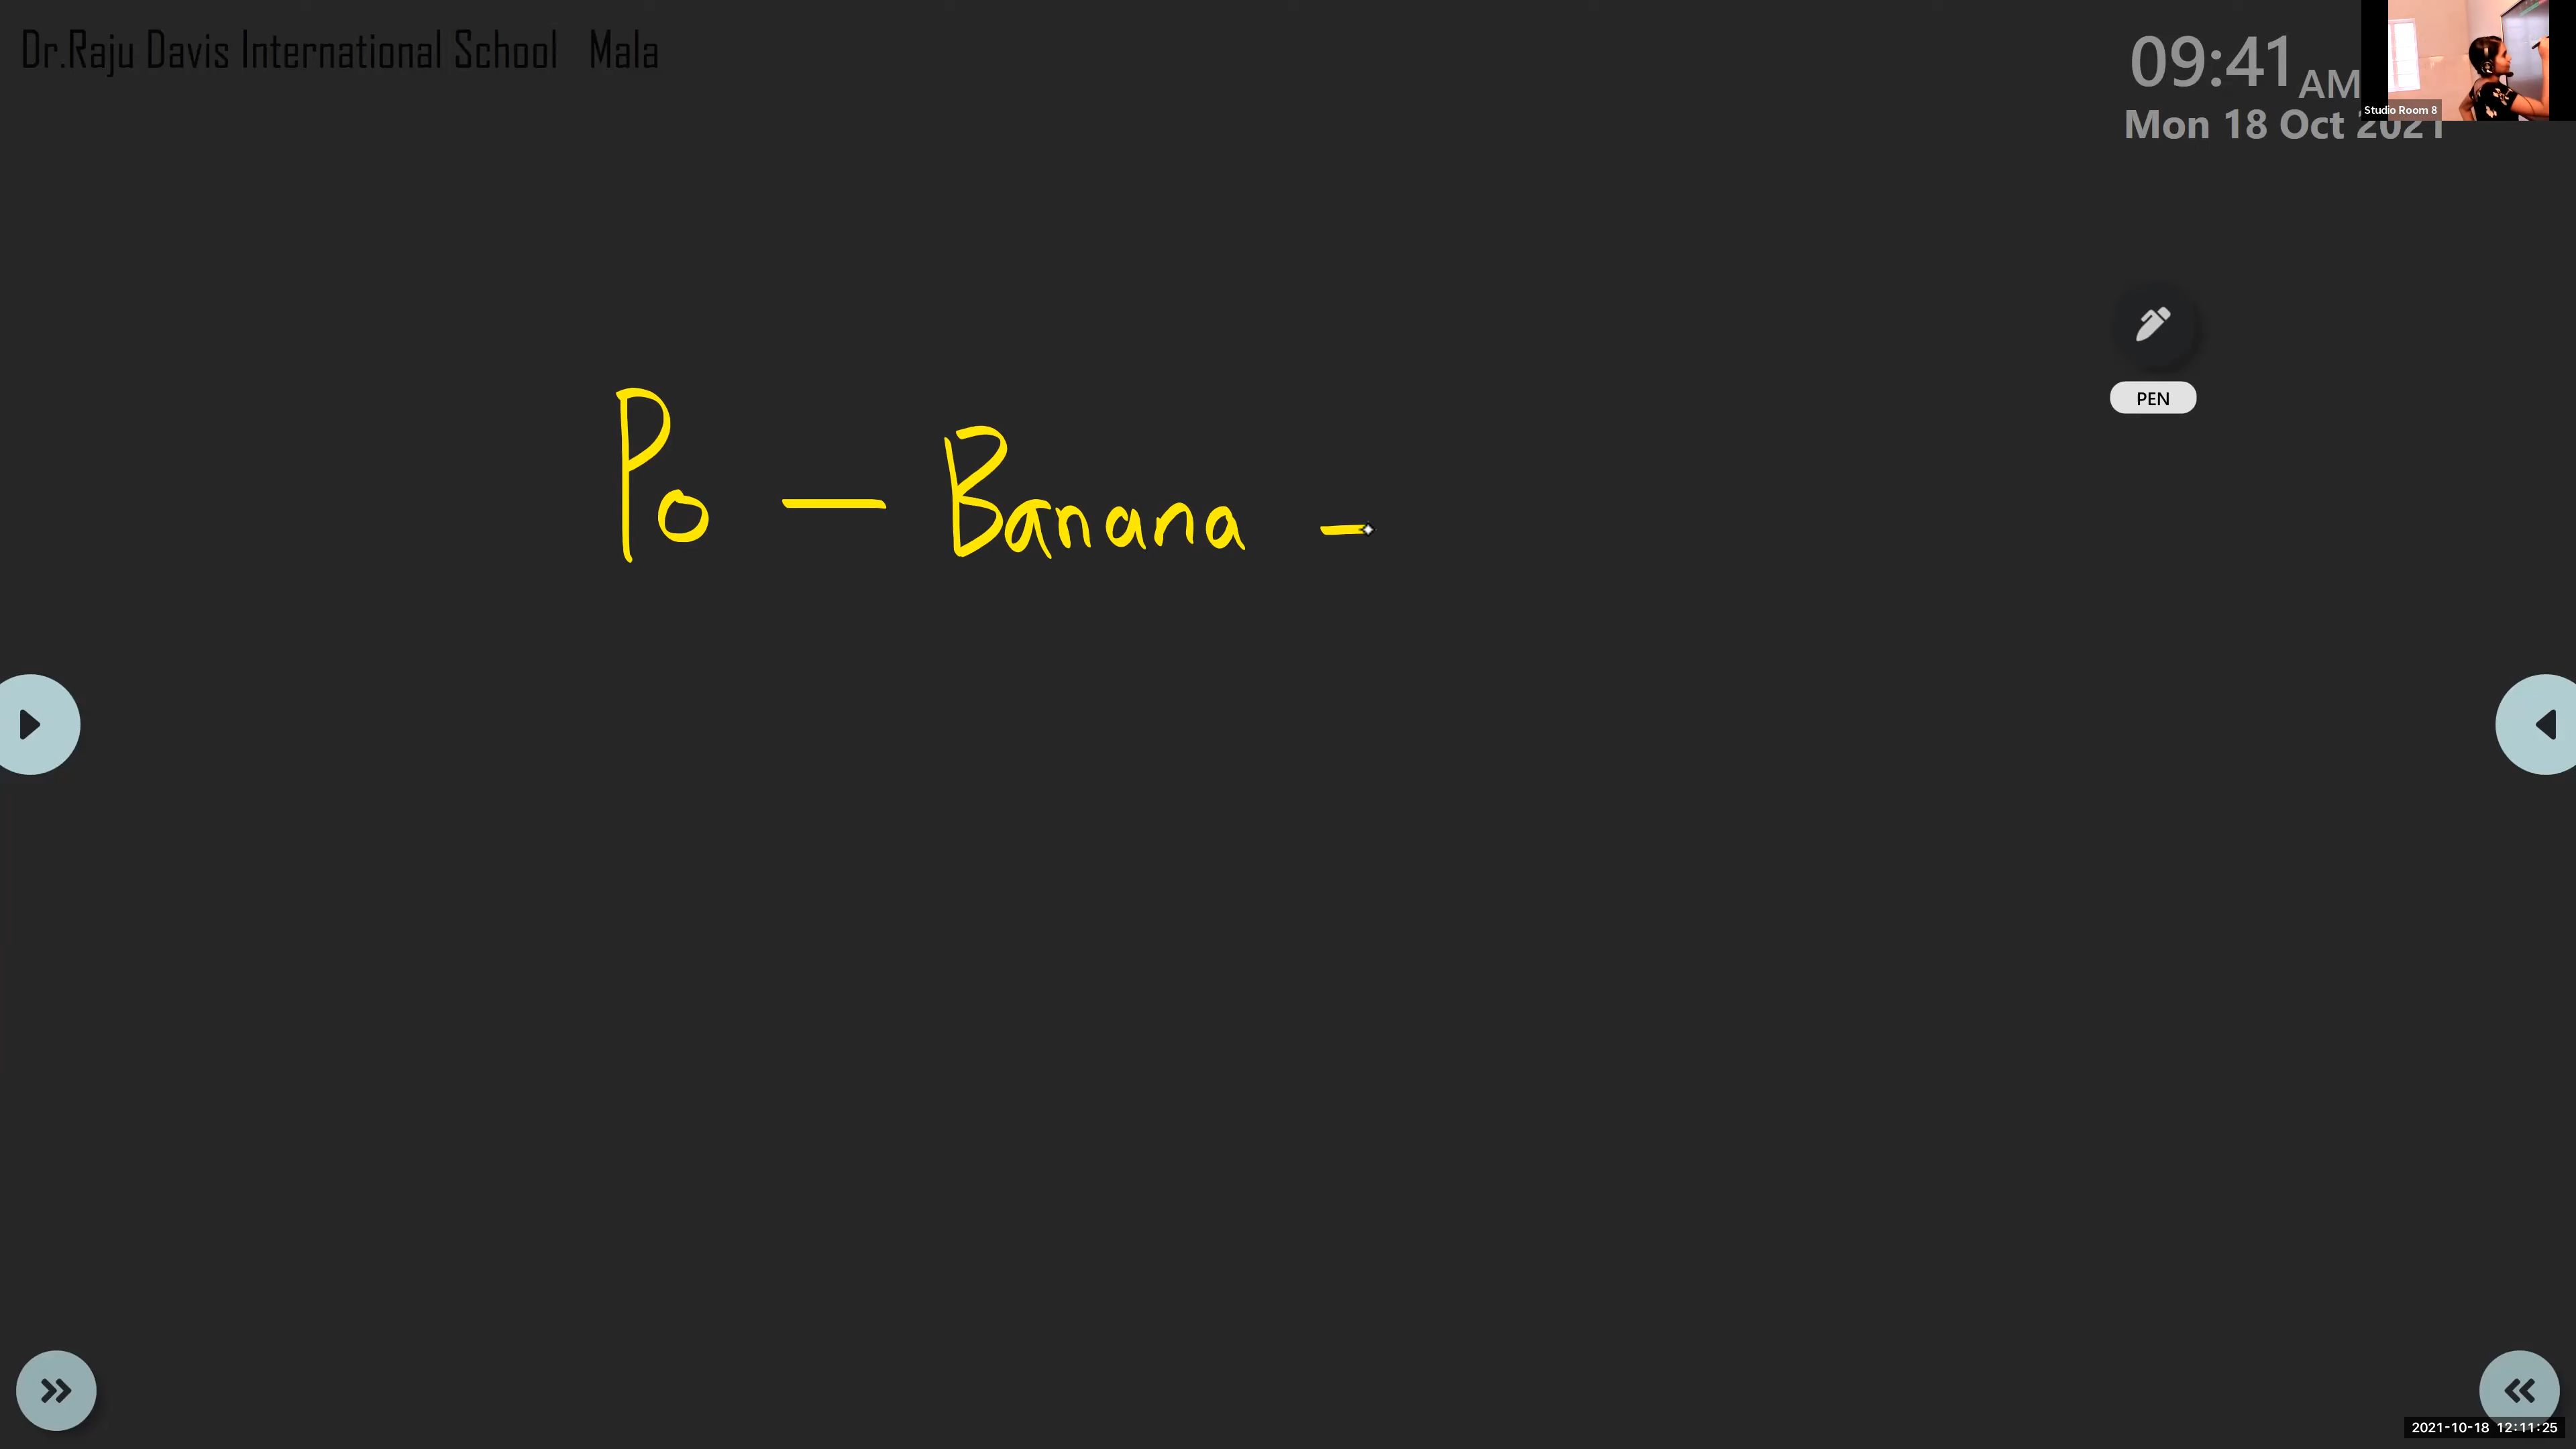 Dr.Raju Davis International School Mala
09:41 AM
Mon 18 Oct 2021
Studio Room 8
PEN
Po — Banana -
2021-10-18 12:11:25